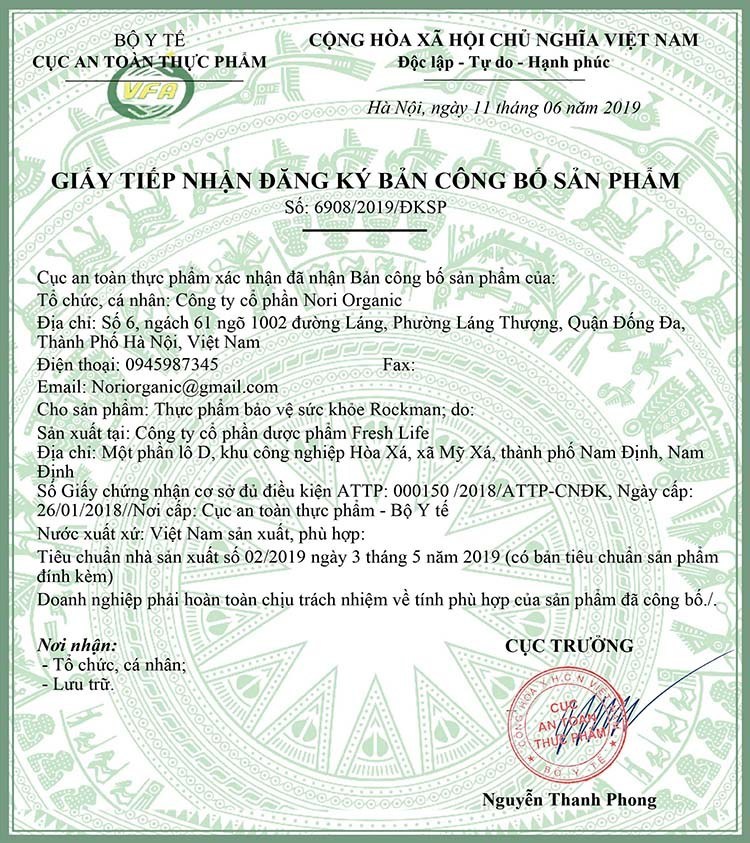 BỘ Y TẾ
CỤC AN TOÀN THỰC PHẨM
VFA
CỘNG HÒA XÃ HỘI CHỦ NGHĨA VIỆT NAM
Độc lập - Tự do - Hạnh phúc
Hà Nội, ngày 11 tháng 06 năm 2019
GIẤY TIẾP NHẬN ĐĂNG KÝ BẢN CÔNG BỐ SẢN PHẨM
Số: 6908/2019/ĐKSP
Cục an toàn thực phẩm xác nhận đã nhận Bản công bố sản phẩm của:
Tổ chức, cá nhân: Công ty cổ phần Nori Organic
Địa chỉ: Số 6, ngách 61 ngõ 1002 đường Láng, Phường Láng Thượng, Quận Đống Đa,
Thành Phố Hà Nội, Việt Nam
Điện thoại: 0945987345 Fax:
Email: Noriorganic@gmail.com
Cho sản phẩm: Thực phẩm bảo vệ sức khỏe Rockman; do:
Sản xuất tại: Công ty cổ phần dược phẩm Fresh Life
Địa chỉ: Một phần lô D, khu công nghiệp Hòa Xá, xã Mỹ Xá, thành phố Nam Định, Nam
Định
Số Giấy chứng nhận cơ sở đủ điều kiện ATTP: 000150 /2018/ATTP-CNĐK, Ngày cấp:
26/01/2018//Nơi cấp: Cục an toàn thực phẩm - Bộ Y tế
Nước xuất xứ: Việt Nam sản xuất, phù hợp:
Tiêu chuẩn nhà sản xuất số 02/2019 ngày 3 tháng 5 năm 2019 (có bản tiêu chuẩn sản phẩm
đính kèm)
Doanh nghiệp phải hoàn toàn chịu trách nhiệm về tính phù hợp của sản phẩm đã công bố./.
Nơi nhận:
- Tổ chức, cá nhân;
- Lưu trữ.
CỤC TRƯỞNG
CỘNG HÒA X.H.C.N VIỆT
CỤC
AN TOÀN
THỰC PHẨM
BỘ Y TẾ
Nguyễn Thanh Phong